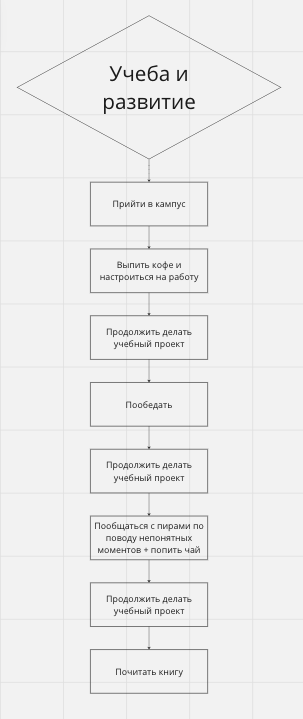 Учеба и
развитие
Прийти в кампус
Выпить кофе и
настроиться на работу
Продолжить делать
учебный проект
Пообедать
Продолжить делать
учебный проект
Пообщаться с пирами по
поводу непонятных
моментов + попить чай
Продолжить делать
учебный проект
Почитать книгу